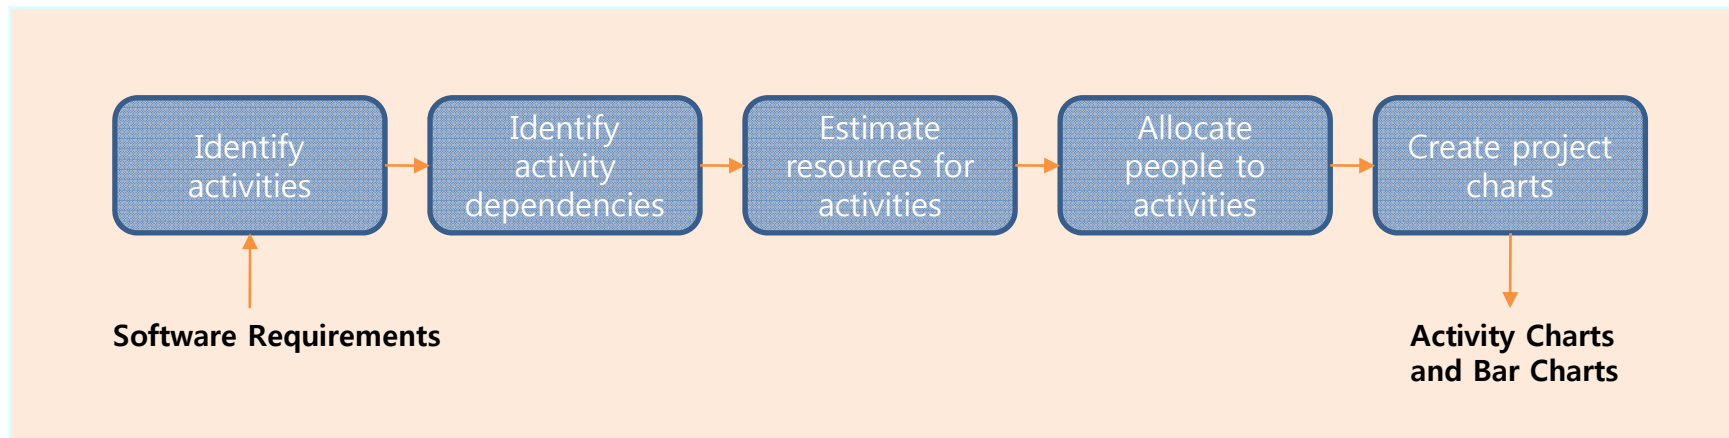 Identify
activities
Identify
activity
dependencies
Estimate
resources for
activities
Allocate
people to
activities
Create project
charts
Software Requirements
Activity Charts
and Bar Charts